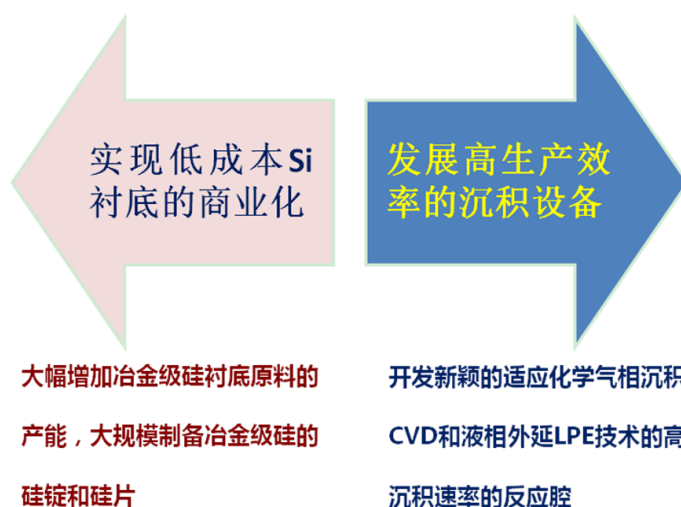 实现低成本Si
衬底的商业化
发展高生产效
率的沉积设备
大幅增加冶金级硅衬底原料的
产能，大规模制备冶金级硅的
硅锭和硅片
开发新颖的适应化学气相沉积
CVD和液相外延LPE技术的高
沉积速率的反应腔